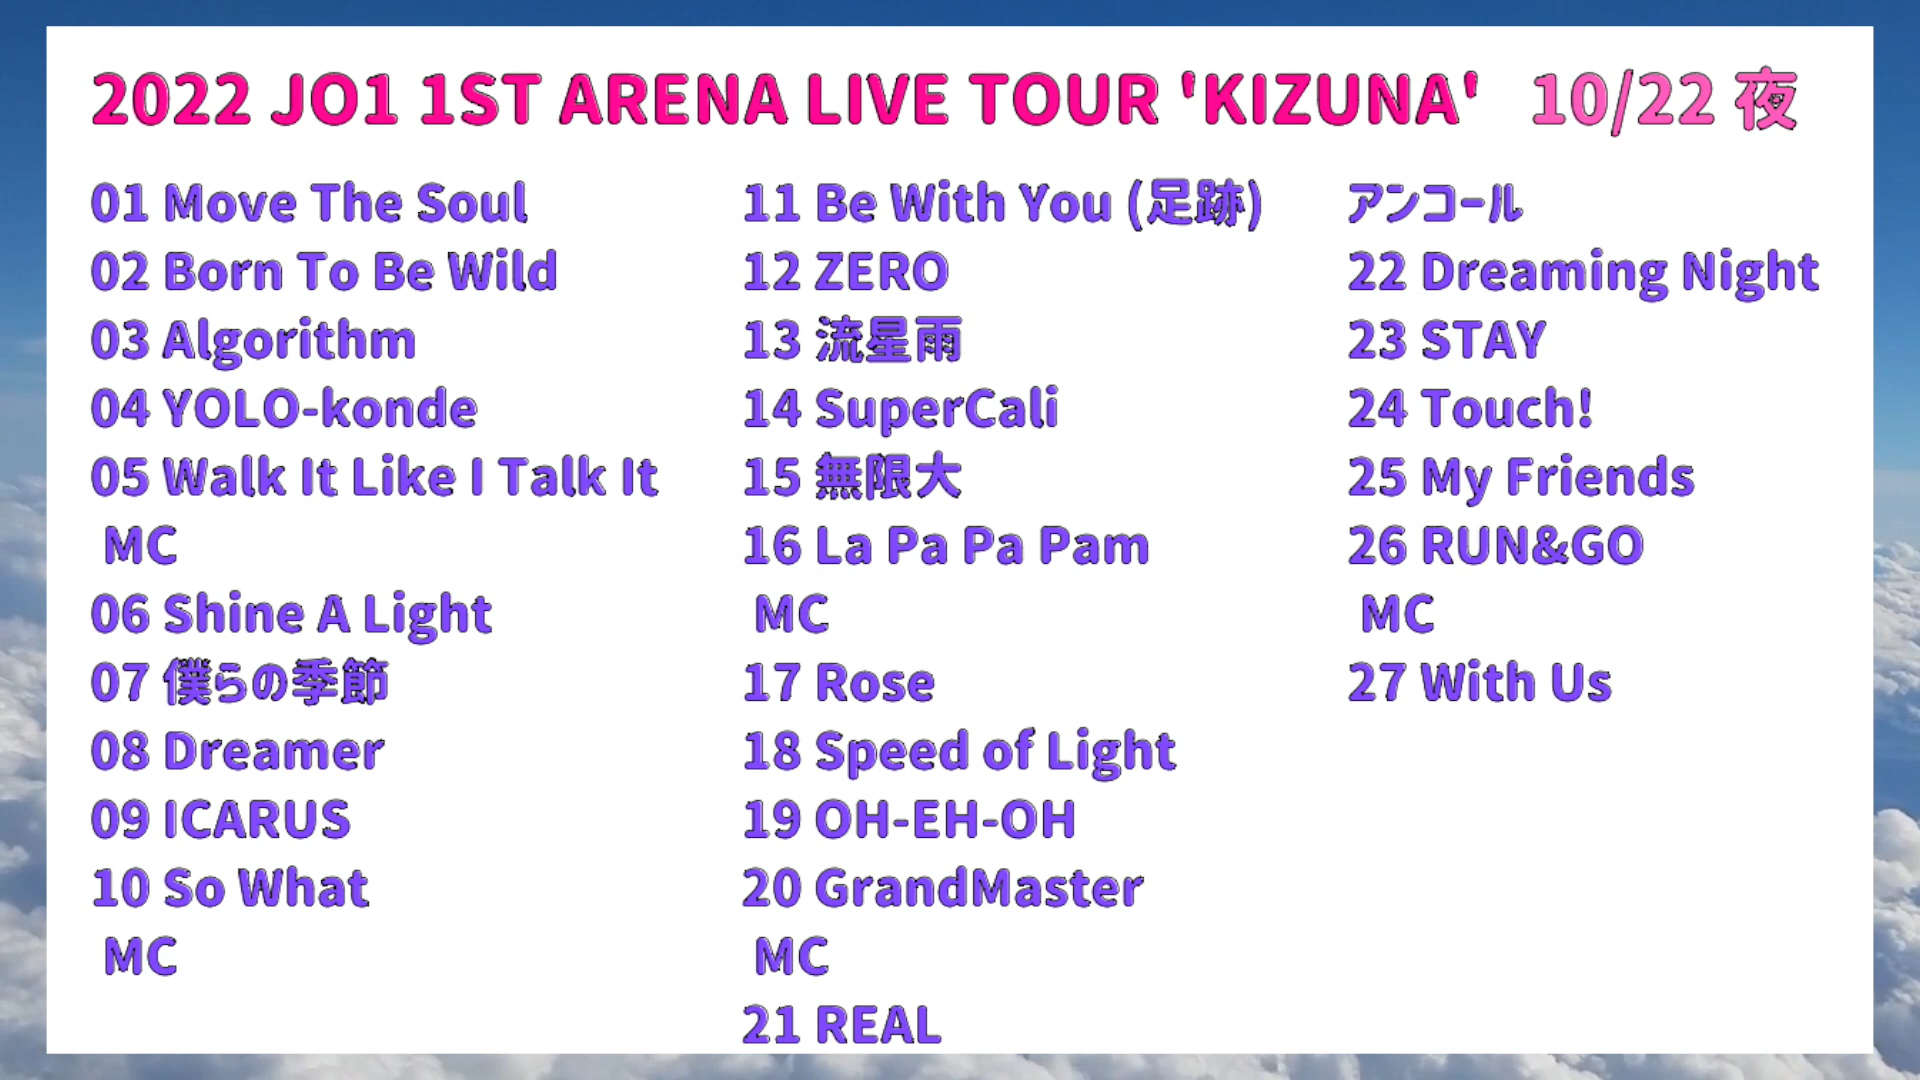 2022 JO1 1ST ARENA LIVE TOUR 'KIZUNA' 10/22 夜
01 Move The Soul
02 Born To Be Wild
03 Algorithm
04 YOLO-konde
05 Walk It Like I Talk It
MC
06 Shine A Light
07 僕らの季節
08 Dreamer
09 ICARUS
10 So What
MC
11 Be With You (足跡)
12 ZERO
13 流星雨
14 SuperCali
15 無限大
16 La Pa Pa Pam
MC
17 Rose
18 Speed of Light
19 OH-EH-OH
20 GrandMaster
MC
21 REAL
アンコール
22 Dreaming Night
23 STAY
24 Touch!
25 My Friends
26 RUN&GO
MC
27 With Us